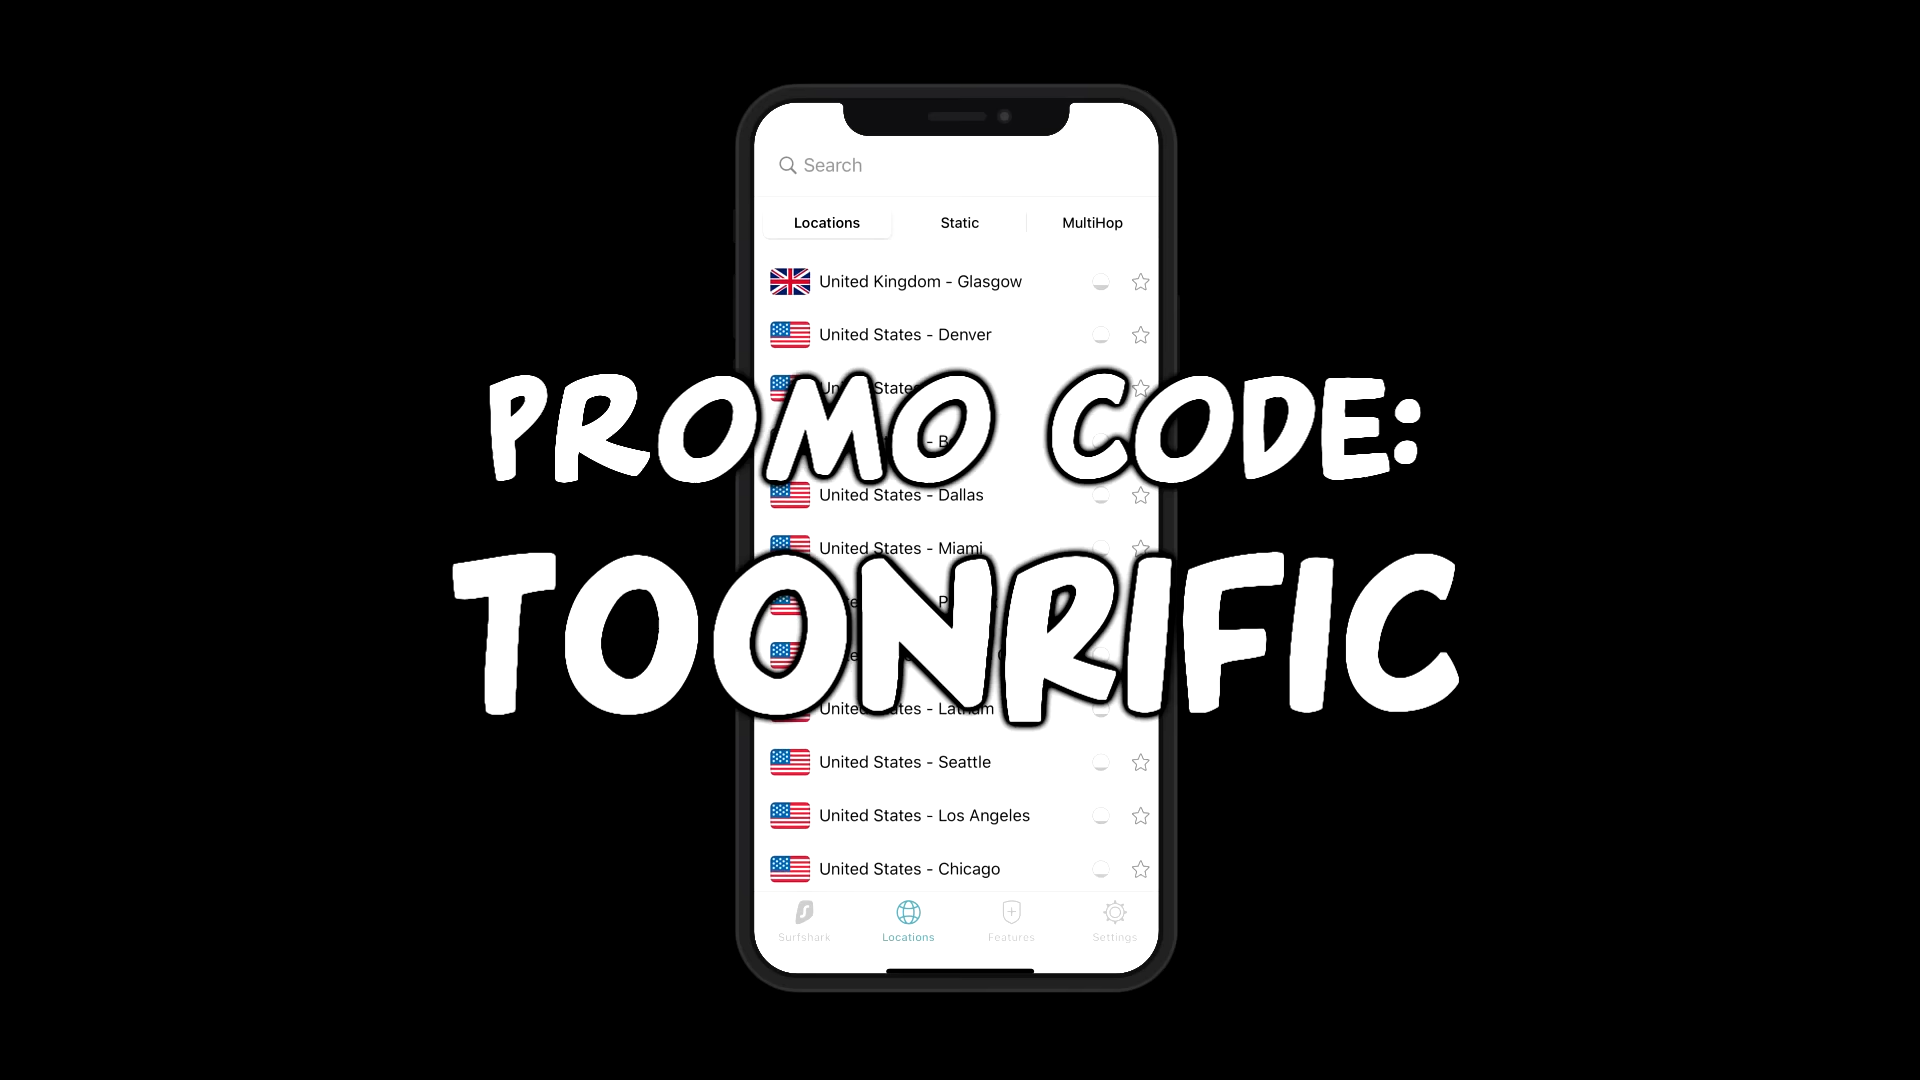 Search
Locations Static MultiHop
United Kingdom - Glasgow
United States - Denver
PROMO CODE:
United States - Dallas
United States - Miami
TOONRIFIC
United States - Seattle
United States - Los Angeles
United States - Chicago
Surfshark Locations Features Settings